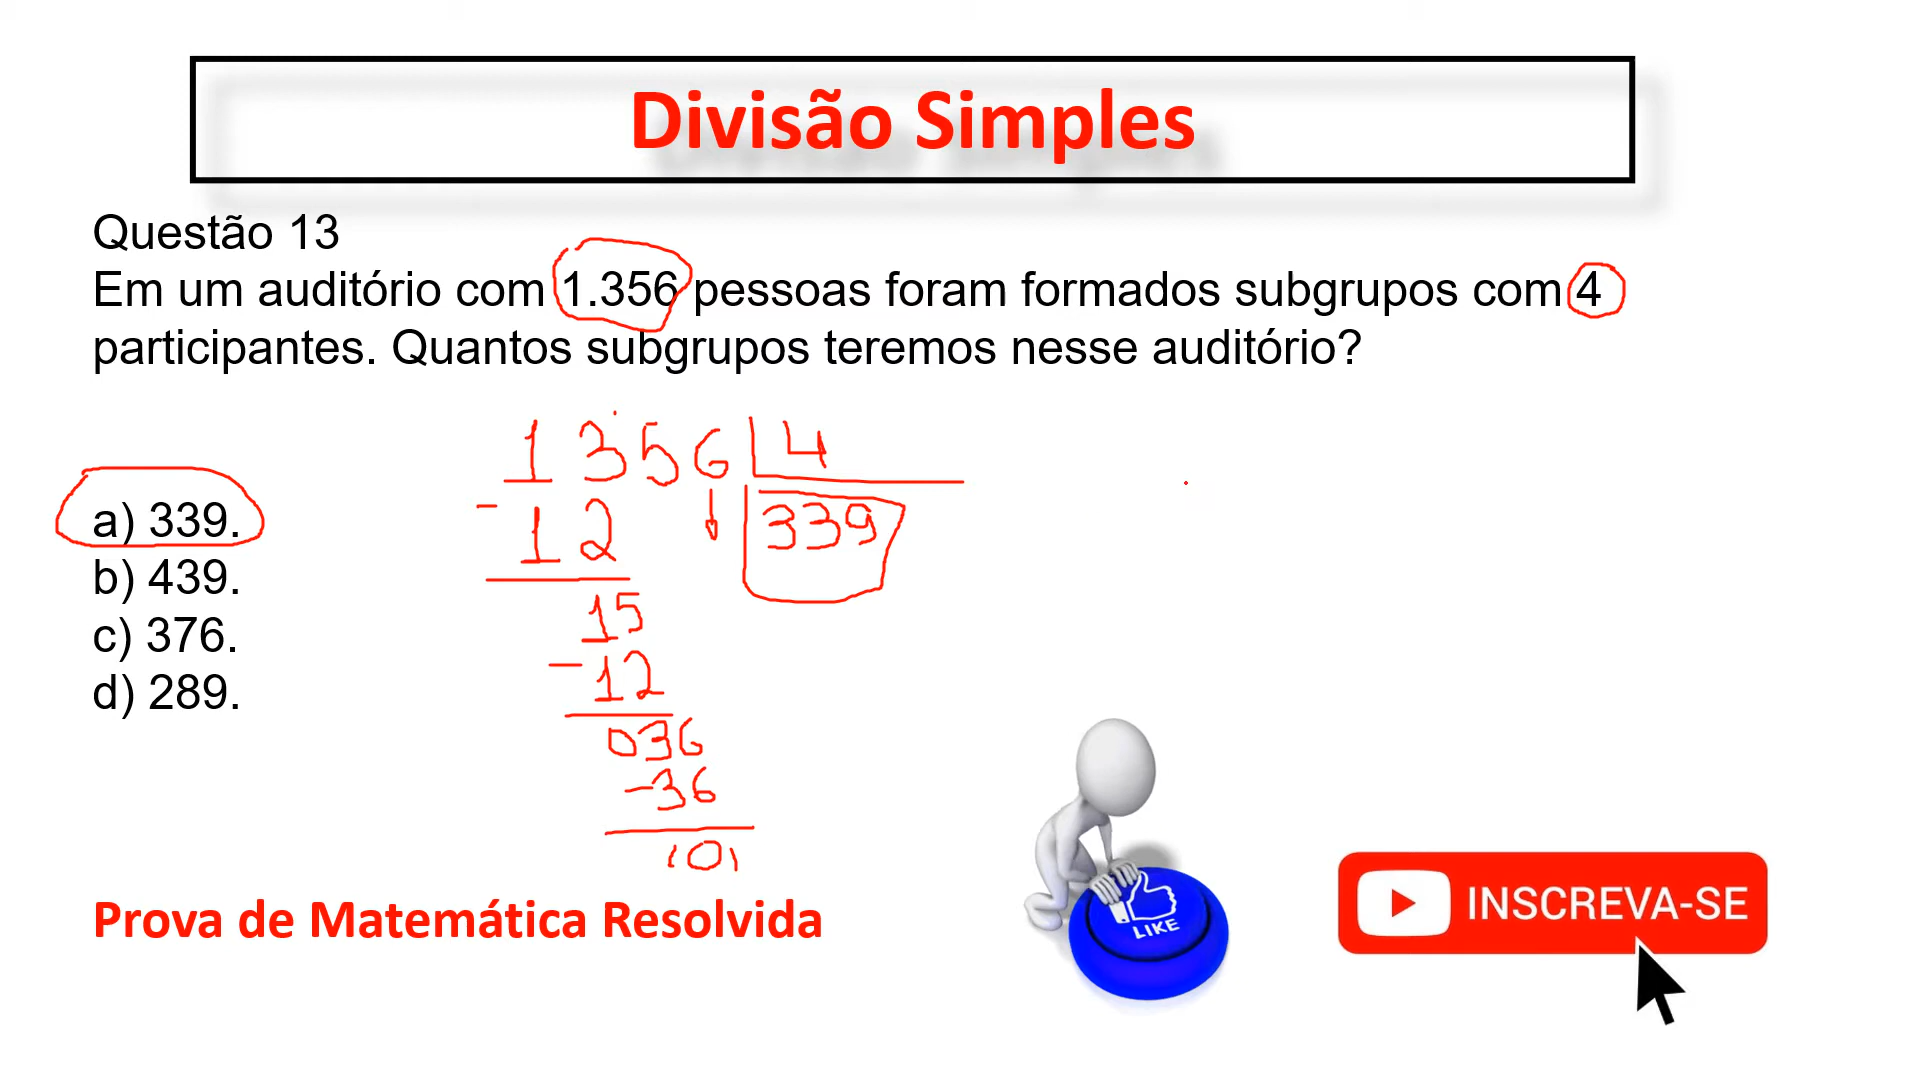 Divisão Simples
Questão 13
Em um auditório com 1.356 pessoas foram formados subgrupos com 4
participantes. Quantos subgrupos teremos nesse auditório?
1356 4
a) 339.
- 12 339
b) 439.
15
c) 376.
-12
d) 289.
036
-36
0
LIKE
INSCREVA-SE
Prova de Matemática Resolvida